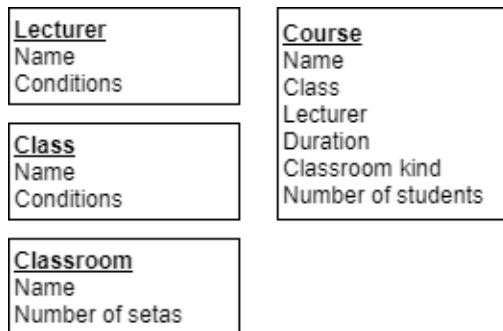 Lecturer
Name
Conditions
Class
Name
Conditions
Classroom
Name
Number of setas
Course
Name
Class
Lecturer
Duration
Classroom kind
Number of students